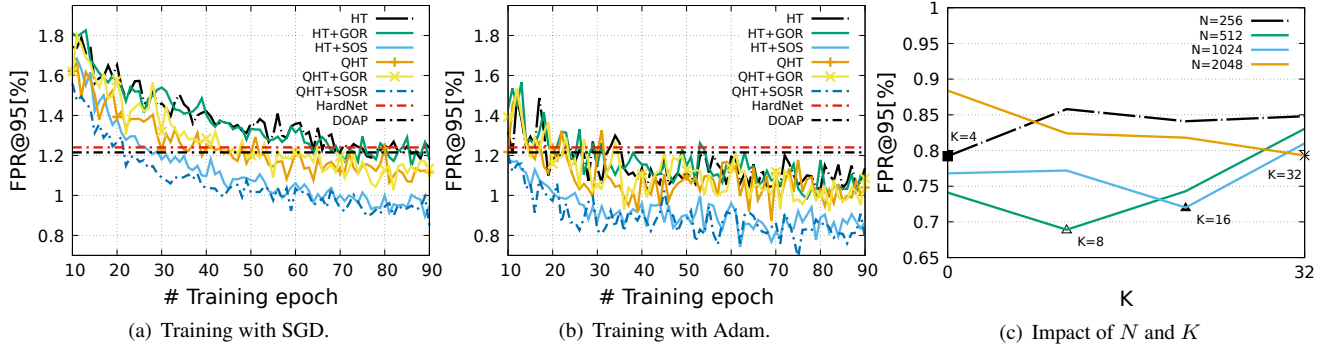 HT
HT+GOR
HT+SOS
QHT
QHT+GOR
QHT+SOSR
HardNet
DOAP
FPR@95[%]
1.8
1.6
1.4
1.2
1
0.8
10 20 30 40 50 60 70 80 90
# Training epoch
(a) Training with SGD.
HT
HT+GOR
HT+SOS
QHT
QHT+GOR
QHT+SOSR
HardNet
DOAP
FPR@95[%]
1.8
1.6
1.4
1.2
1
0.8
10 20 30 40 50 60 70 80 90
# Training epoch
(b) Training with Adam.
N=256
N=512
N=1024
N=2048
FPR@95[%]
1
0.95
0.9
0.85
0.8
0.75
0.7
0.65
K=4
K=8
K=16
K=32
0 32
K
(c) Impact of N and K